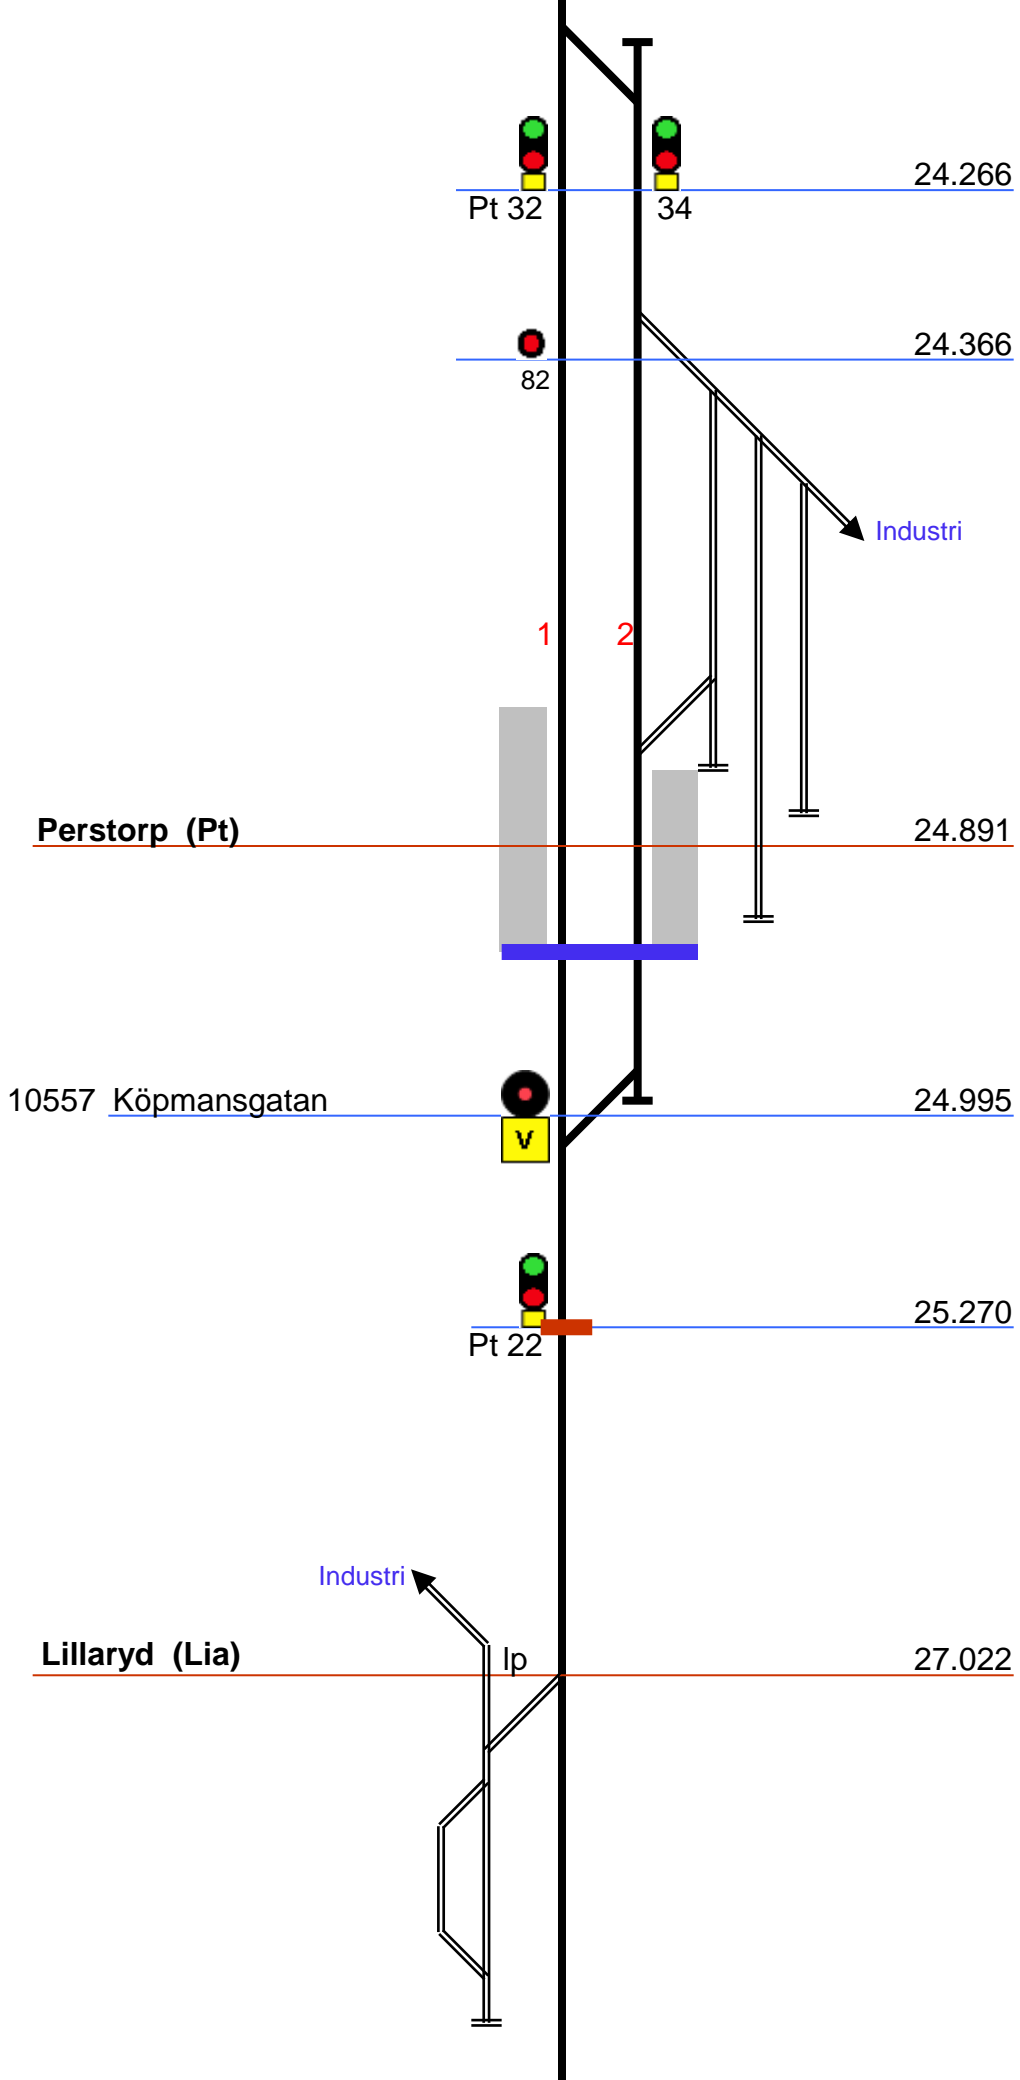 24.266
Pt 32
34
24.366
82
Industri
1
2
Perstorp (Pt)
24.891
10557 Köpmansgatan
24.995
V
25.270
Pt 22
Industri
Lillaryd (Lia)
lp
27.022